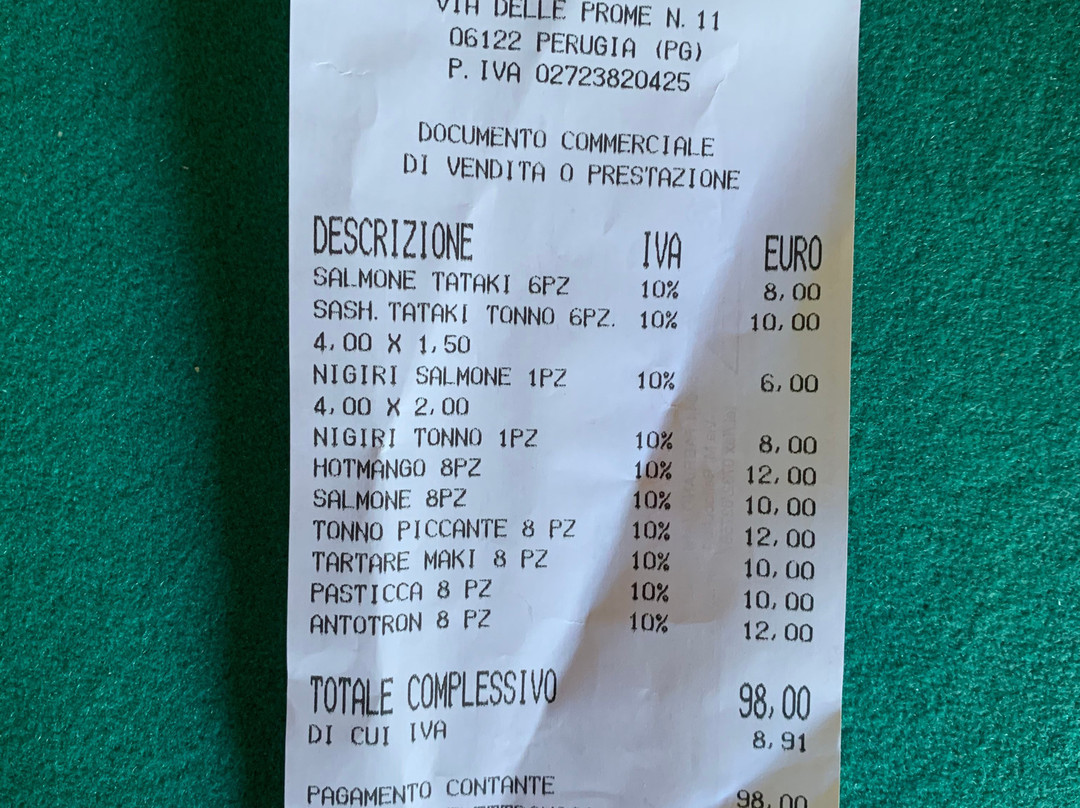 VIA DELLE PROME N. 11
06122 PERUGIA (PG)
P. IVA 02723820425
DOCUMENTO COMMERCIALE
DI VENDITA O PRESTAZIONE
DESCRIZIONE IVA EURO
SALMONE TATAKI 6PZ 10% 8,00
SASH. TATAKI TONNO 6PZ. 10% 10,00
4,00 X 1,50
NIGIRI SALMONE 1PZ 10% 6,00
4,00 X 2,00
NIGIRI TONNO 1PZ 10% 8,00
HOTMANGO 8PZ 10% 12,00
SALMONE 8PZ 10% 10,00
TONNO PICCANTE 8 PZ 10% 12,00
TARTARE MAKI 8 PZ 10% 10,00
PASTICCA 8 PZ 10% 10,00
ANTOTRON 8 PZ 10% 12,00
TOTALE COMPLESSIVO 98,00
DI CUI IVA 8,91
PAGAMENTO CONTANTE 98,00